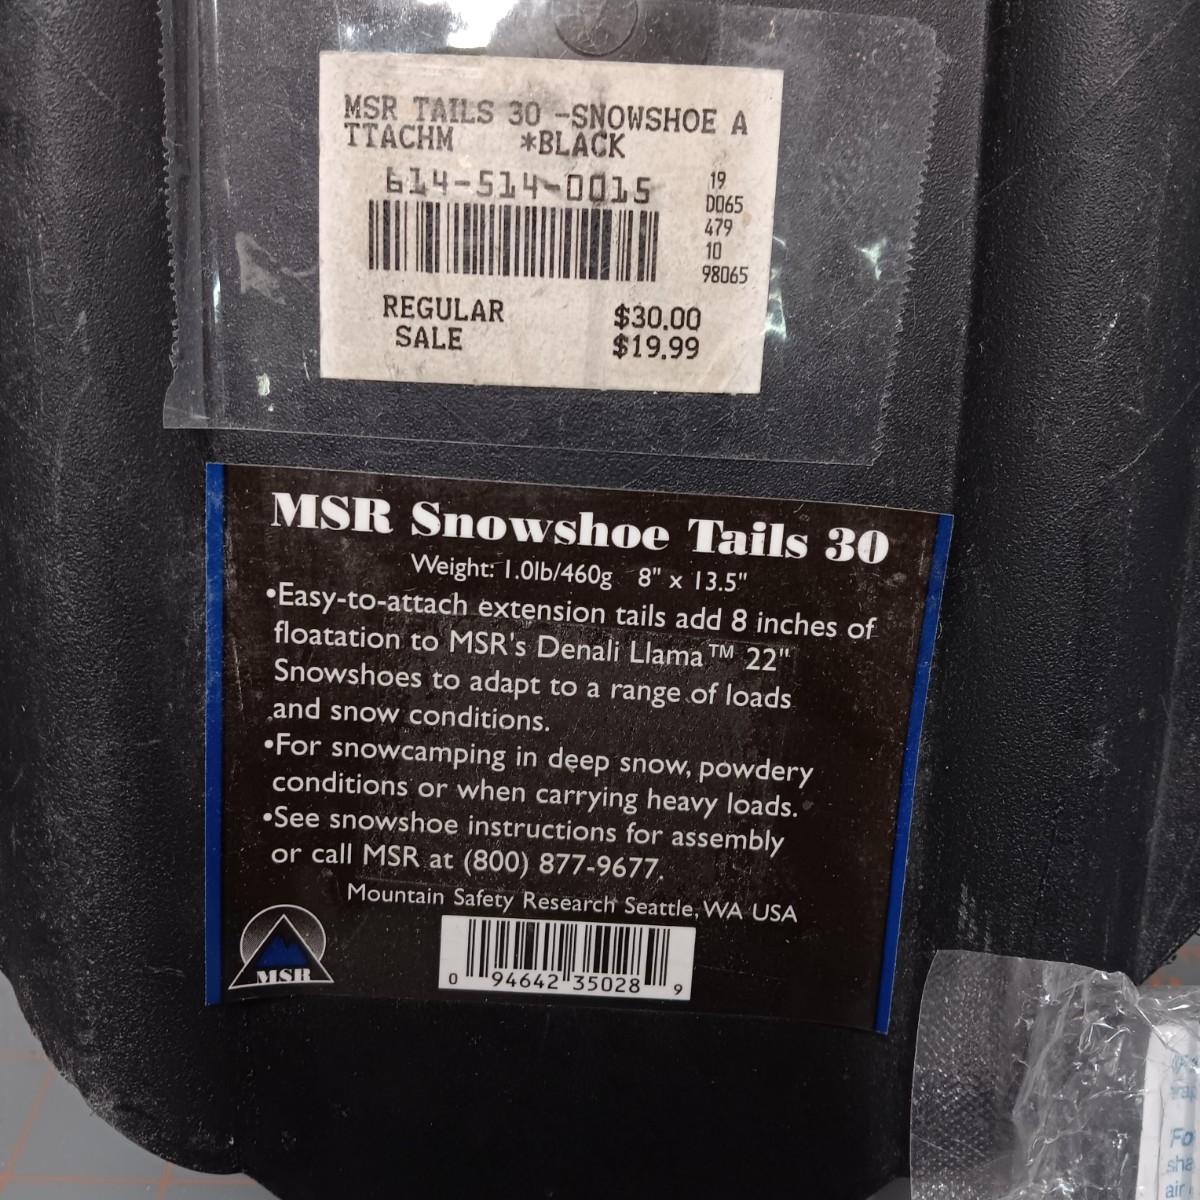 MSR TAILS 30 -SNOWSHOE A
TTACHM *BLACK
614-514-0015
19
D065
479
10
98065
REGULAR $30.00
SALE $19.99
MSR Snowshoe Tails 30
Weight: 1.0lb/460g 8" x 13.5"
•Easy-to-attach extension tails add 8 inches of
floatation to MSR's Denali Llama™ 22"
Snowshoes to adapt to a range of loads
and snow conditions.
•For snowcamping in deep snow, powdery
conditions or when carrying heavy loads.
•See snowshoe instructions for assembly
or call MSR at (800) 877-9677.
Mountain Safety Research Seattle, WA USA
MSR
0 94642 35028 9
Fo
sha
air